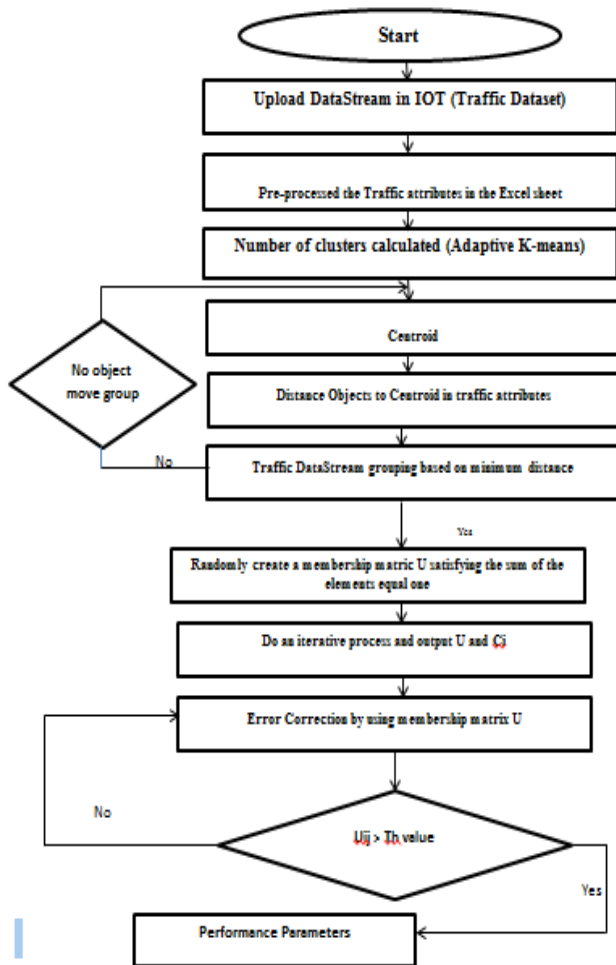 Start
Upload DataStream in IOT (Traffic Dataset)
Pre-processed the Traffic attributes in the Excel sheet
Number of clusters calculated (Adaptive K-means)
Centroid
No object
move group
Distance Objects to Centroid in traffic attributes
No
Traffic DataStream grouping based on minimum distance
Yes
Randomly create a membership matric U satisfying the sum of the
elements equal one
Do an iterative process and output U and Cj
Error Correction by using membership matrix U
No
Uij > Th value
Yes
Performance Parameters